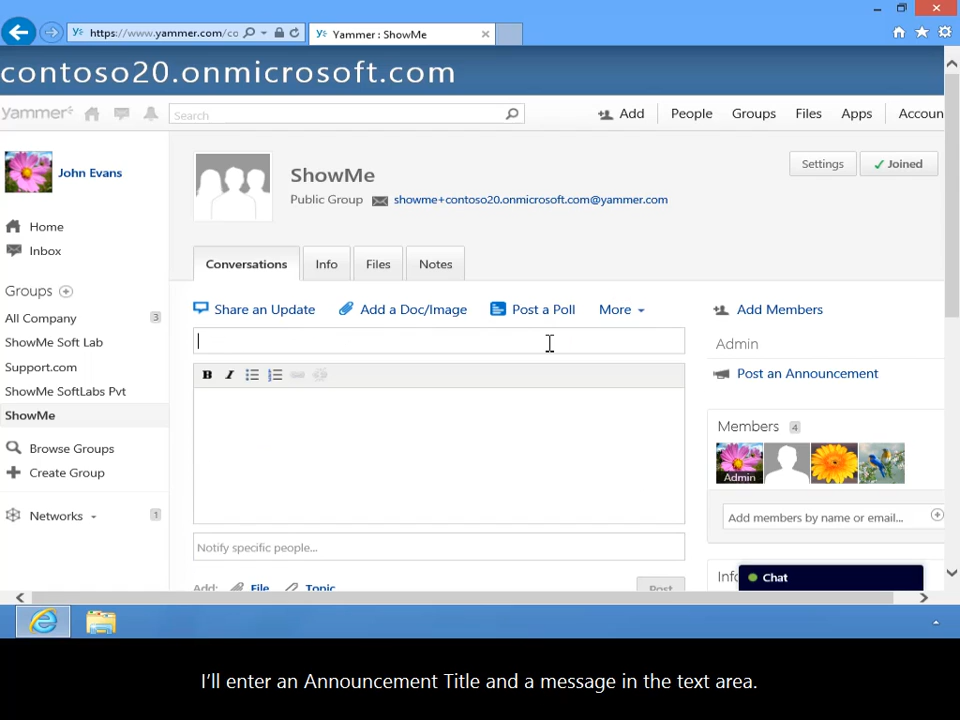 https://www.yammer.com/co
Yammer : ShowMe
contoso20.onmicrosoft.com
yammer
Search
Add
People
Groups
Files
Apps
Accoun
John Evans
ShowMe
Public Group
showme+contoso20.onmicrosoft.com@yammer.com
Settings
✓ Joined
Home
Inbox
Groups
All Company 3
ShowMe Soft Lab
Support.com
ShowMe SoftLabs Pvt
ShowMe
Browse Groups
Create Group
Networks 1
Conversations
Info
Files
Notes
Share an Update
Add a Doc/Image
Post a Poll
More
B I
Notify specific people...
Add: File Topic
Post
Add Members
Admin
Post an Announcement
Members 4
Admin
Add members by name or email...
Info
Chat
I'll enter an Announcement Title and a message in the text area.